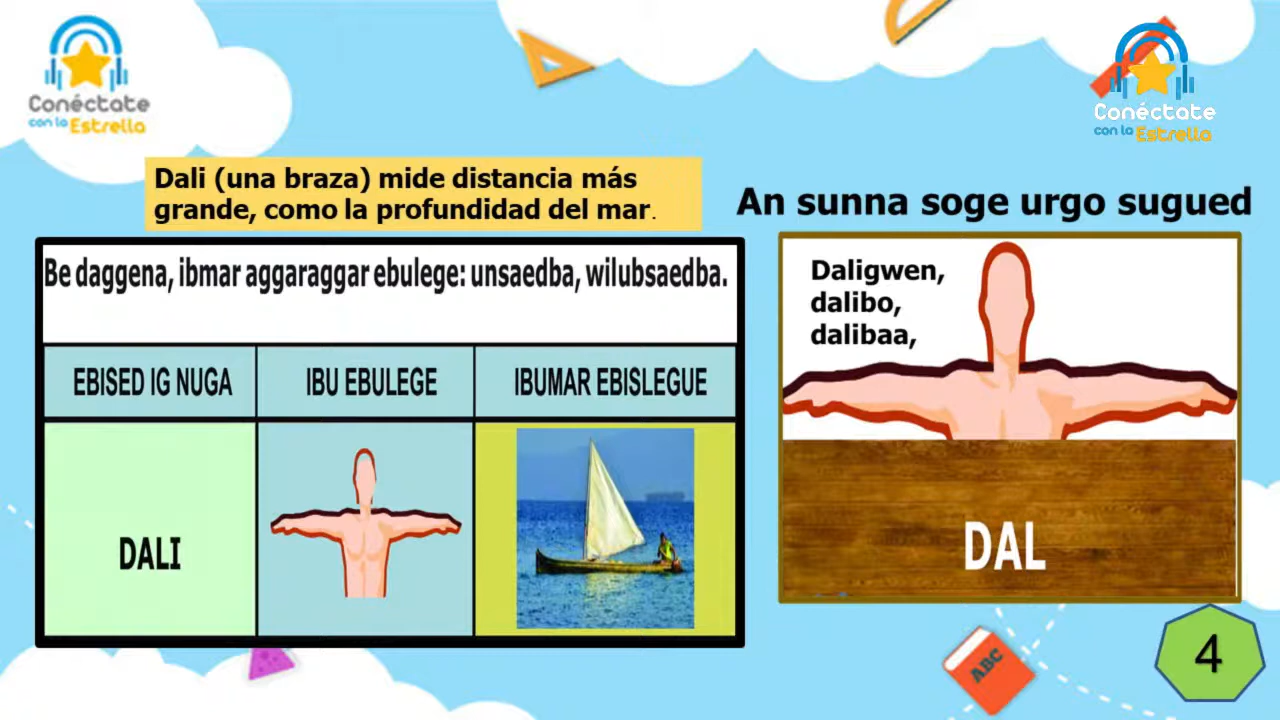 Conéctate
con la Estrella
Conéctate
con la Estrella
Dali (una braza) mide distancia más
grande, como la profundidad del mar.
An sunna soge urgo sugued
Be daggena, ibmar aggaraggar ebulege: unsaedba, wilubsaedba.
EBISED IG NUGA
IBU EBULEGE
IBUMAR EBISLEGUE
DALI
Daligwen,
dalibo,
dalibaa,
DAL
ABC
4